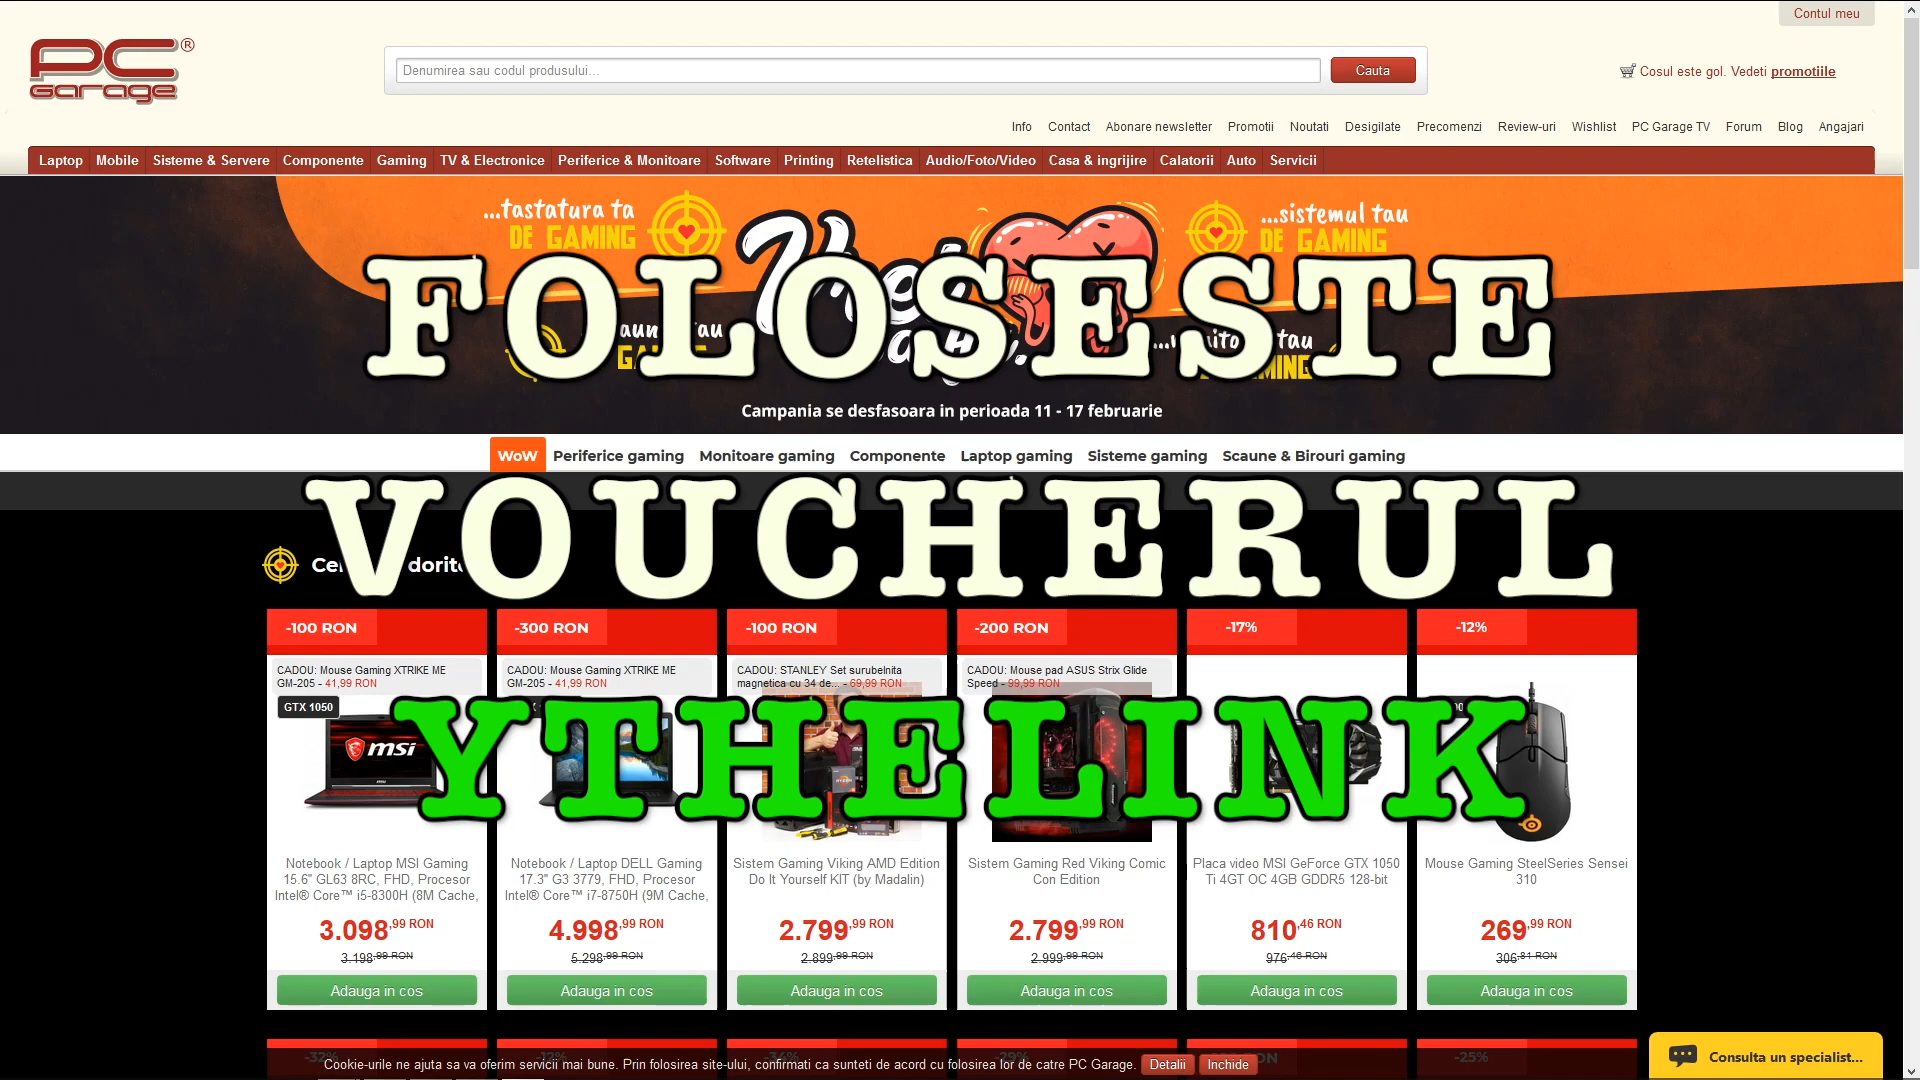 Contul meu
PC Garage®
Denumirea sau codul produsului...
Cauta
Cosul este gol. Vedeti promotiile
Info Contact Abonare newsletter Promotii Noutati Desigilate Precomenzi Review-uri Wishlist PC Garage TV Forum Blog Angajari
Laptop Mobile Sisteme & Servere Componente Gaming TV & Electronice Periferice & Monitoare Software Printing Retelistica Audio/Foto/Video Casa & ingrijire Calatorii Auto Servicii
...tastatura ta
DE GAMING
...sistemul tau
DE GAMING
FOLOSESTE
Campania se desfasoara in perioada 11 - 17 februarie
WoW Periferice gaming Monitoare gaming Componente Laptop gaming Sisteme gaming Scaune & Birouri gaming
VOUCHERUL
-100 RON -300 RON -100 RON -200 RON -17% -12%
CADOU: Mouse Gaming XTRIKE ME
GM-205 - 41,99 RON
CADOU: Mouse Gaming XTRIKE ME
GM-205 - 41,99 RON
CADOU: STANLEY Set surubelnita
magnetica cu 34 de... - 69,99 RON
CADOU: Mouse pad ASUS Strix Glide
Speed - 99,99 RON
GTX 1050
msi
YTHELINK
Notebook / Laptop MSI Gaming
15.6" GL63 8RC, FHD, Procesor
Intel® Core™ i5-8300H (8M Cache,
3.098,99 RON
3.198,99 RON
Adauga in cos
Notebook / Laptop DELL Gaming
17.3" G3 3779, FHD, Procesor
Intel® Core™ i7-8750H (9M Cache,
4.998,99 RON
5.298,99 RON
Adauga in cos
Sistem Gaming Viking AMD Edition
Do It Yourself KIT (by Madalin)
2.799,99 RON
2.899,99 RON
Adauga in cos
Sistem Gaming Red Viking Comic
Con Edition
2.799,99 RON
2.999,99 RON
Adauga in cos
Placa video MSI GeForce GTX 1050
Ti 4GT OC 4GB GDDR5 128-bit
810,46 RON
976,46 RON
Adauga in cos
Mouse Gaming SteelSeries Sensei
310
269,99 RON
306,81 RON
Adauga in cos
-32% -12% -34% -29% -25%
Cookie-urile ne ajuta sa va oferim servicii mai bune. Prin folosirea site-ului, confirmati ca sunteti de acord cu folosirea lor de catre PC Garage. Detalii Inchide
Consulta un specialist...